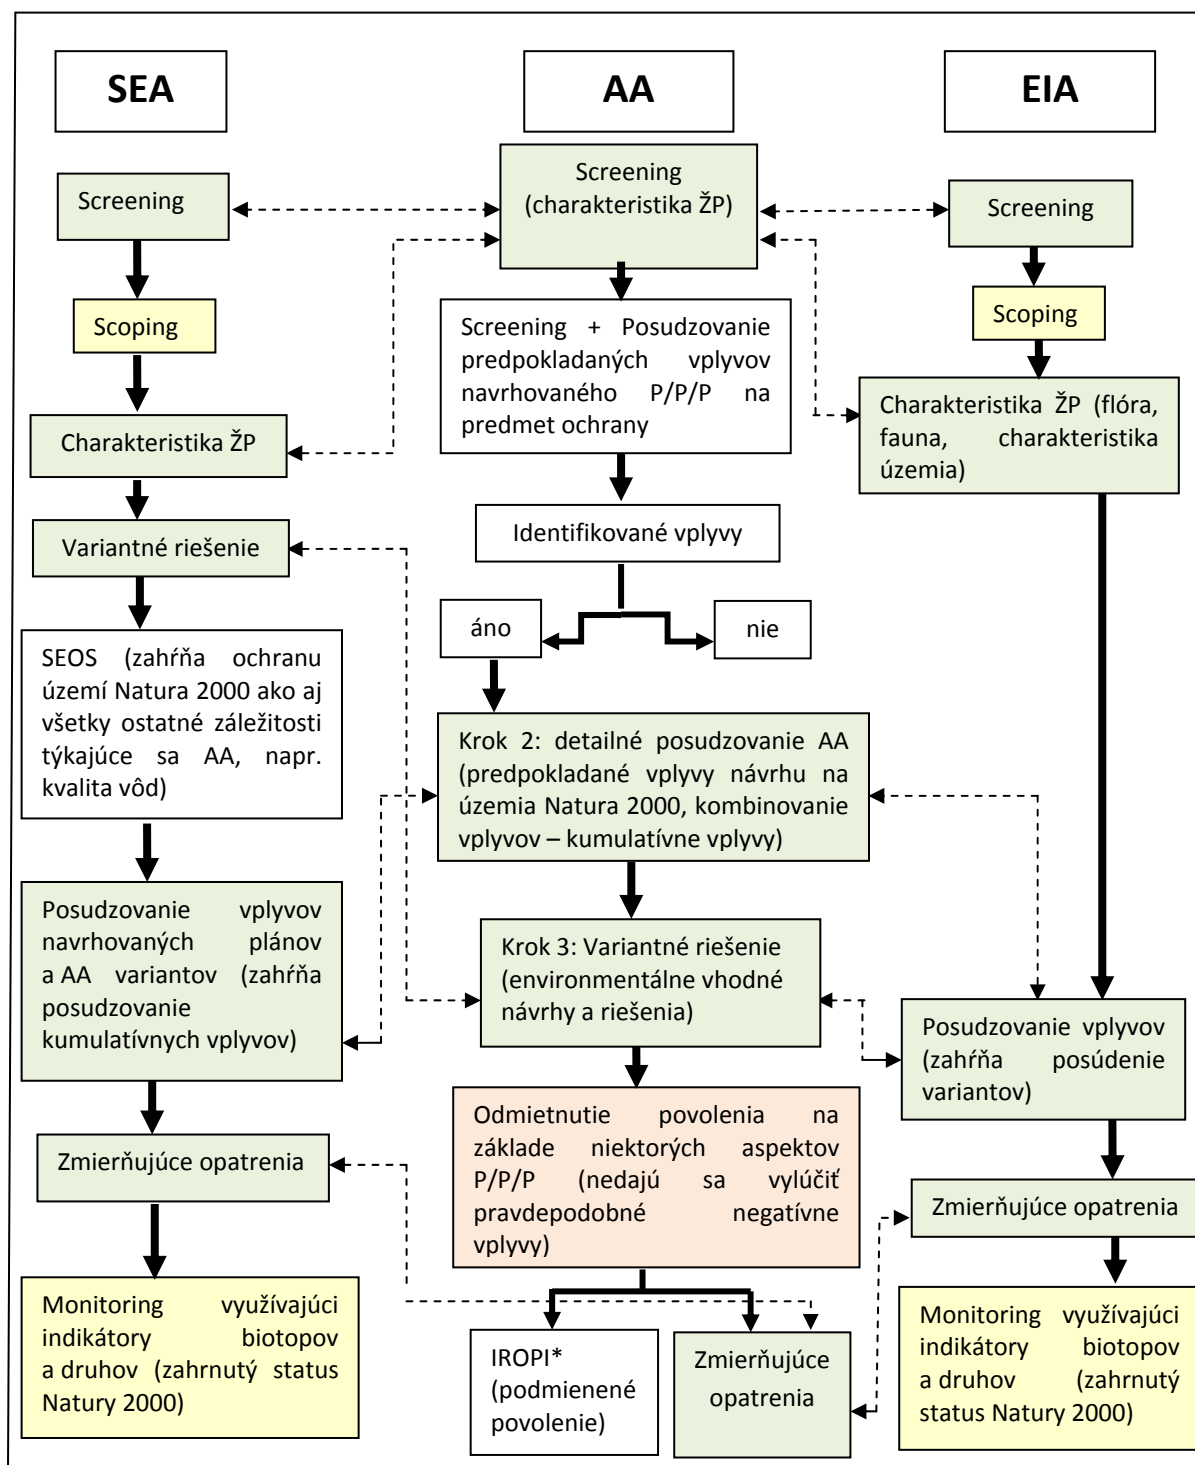 SEA
AA
EIA
Screening
Screening
(charakteristika ŽP)
Screening
Scoping
Screening + Posudzovanie
predpokladaných vplyvov
navrhovaného P/P/P na
predmet ochrany
Scoping
Charakteristika ŽP
Charakteristika ŽP (flóra,
fauna, charakteristika
územia)
Variantné riešenie
Identifikované vplyvy
áno
nie
SEOS (zahŕňa ochranu
území Natura 2000 ako aj
všetky ostatné záležitosti
týkajúce sa AA, napr.
kvalita vôd)
Krok 2: detailné posudzovanie AA
(predpokladané vplyvy návrhu na
územia Natura 2000, kombinovanie
vplyvov – kumulatívne vplyvy)
Posudzovanie vplyvov
navrhovaných plánov
a AA variantov (zahŕňa
posudzovanie
kumulatívnych vplyvov)
Krok 3: Variantné riešenie
(environmentálne vhodné
návrhy a riešenia)
Posudzovanie vplyvov
(zahŕňa posúdenie
variantov)
Zmierňujúce opatrenia
Odmietnutie povolenia na
základe niektorých aspektov
P/P/P (nedajú sa vylúčiť
pravdepodobné negatívne
vplyvy)
Zmierňujúce opatrenia
Monitoring využívajúci
indikátory biotopov
a druhov (zahrnutý status
Natury 2000)
IROPI*
(podmienené
povolenie)
Zmierňujúce
opatrenia
Monitoring využívajúci
indikátory biotopov
a druhov (zahrnutý
status Natury 2000)